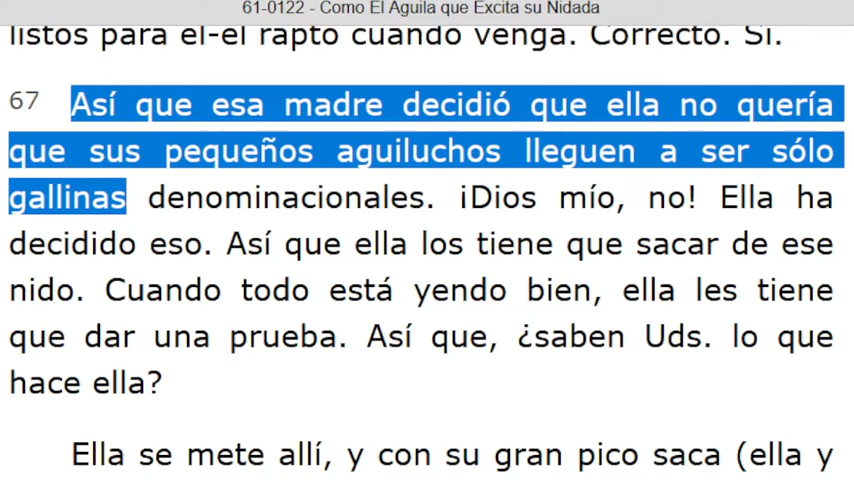 61-0122 - Como El Aguila que Excita su Nidada
listos para el-el rapto cuando venga. Correcto. Sí.
67 Así que esa madre decidió que ella no quería
que sus pequeños aguiluchos lleguen a ser sólo
gallinas denominacionales. ¡Dios mío, no! Ella ha
decidido eso. Así que ella los tiene que sacar de ese
nido. Cuando todo está yendo bien, ella les tiene
que dar una prueba. Así que, ¿saben Uds. lo que
hace ella?
Ella se mete allí, y con su gran pico saca (ella y